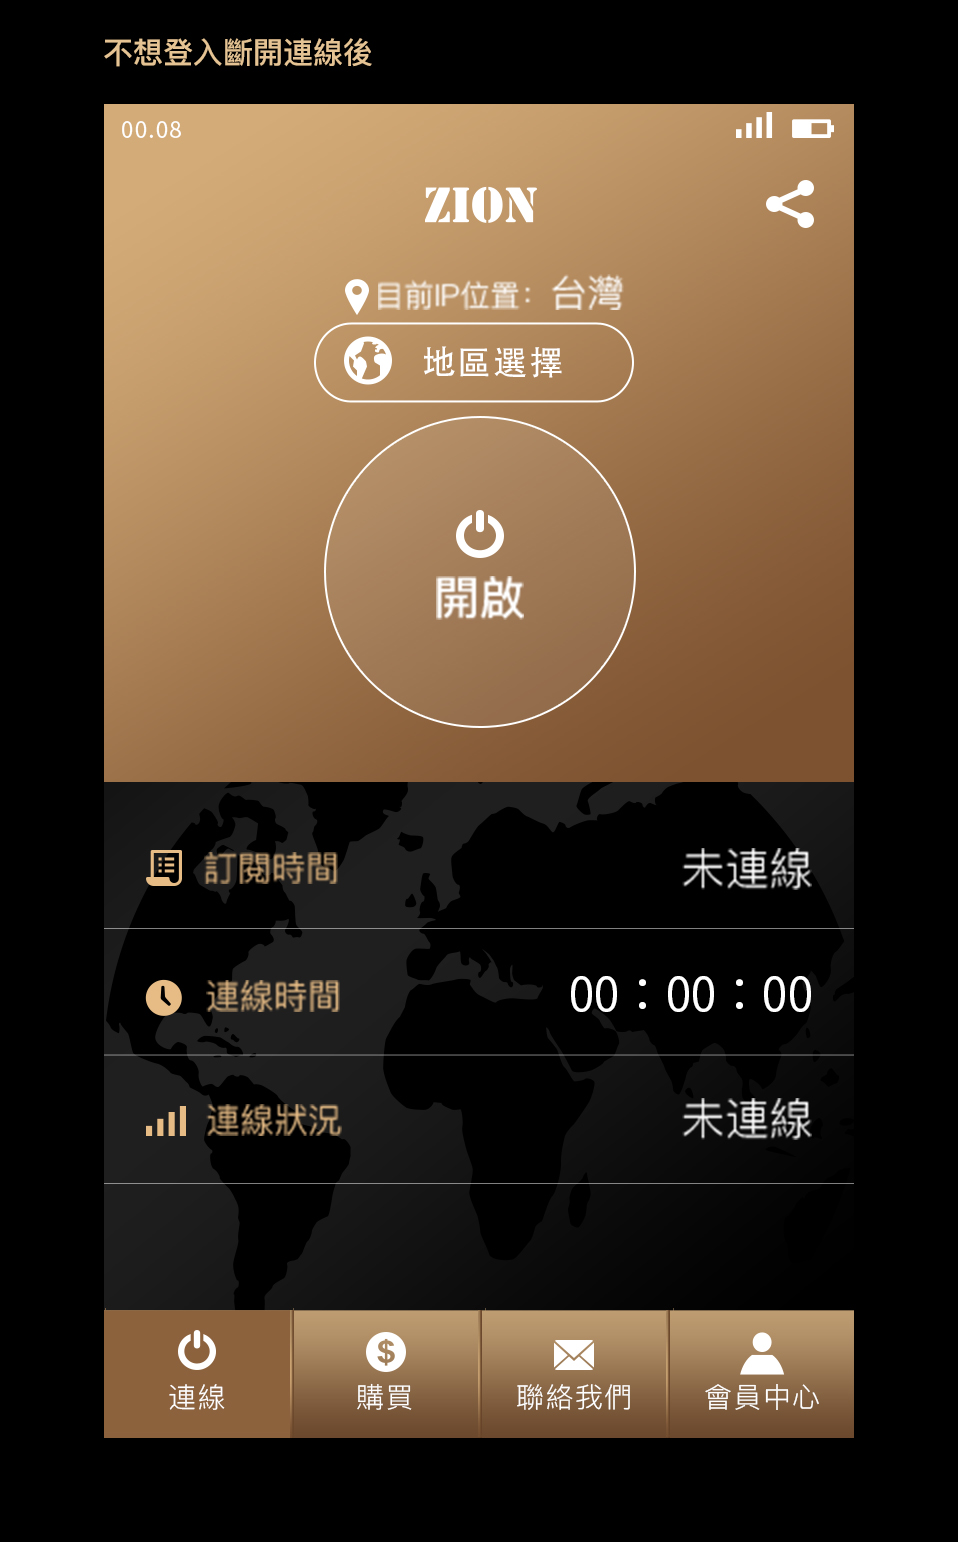 不想登入斷開連線後
00.08
ZION
目前IP位置：台灣
地區選擇
開啟
訂閱時間 未連線
連線時間 00：00：00
連線狀況 未連線
連線 購買 聯絡我們 會員中心